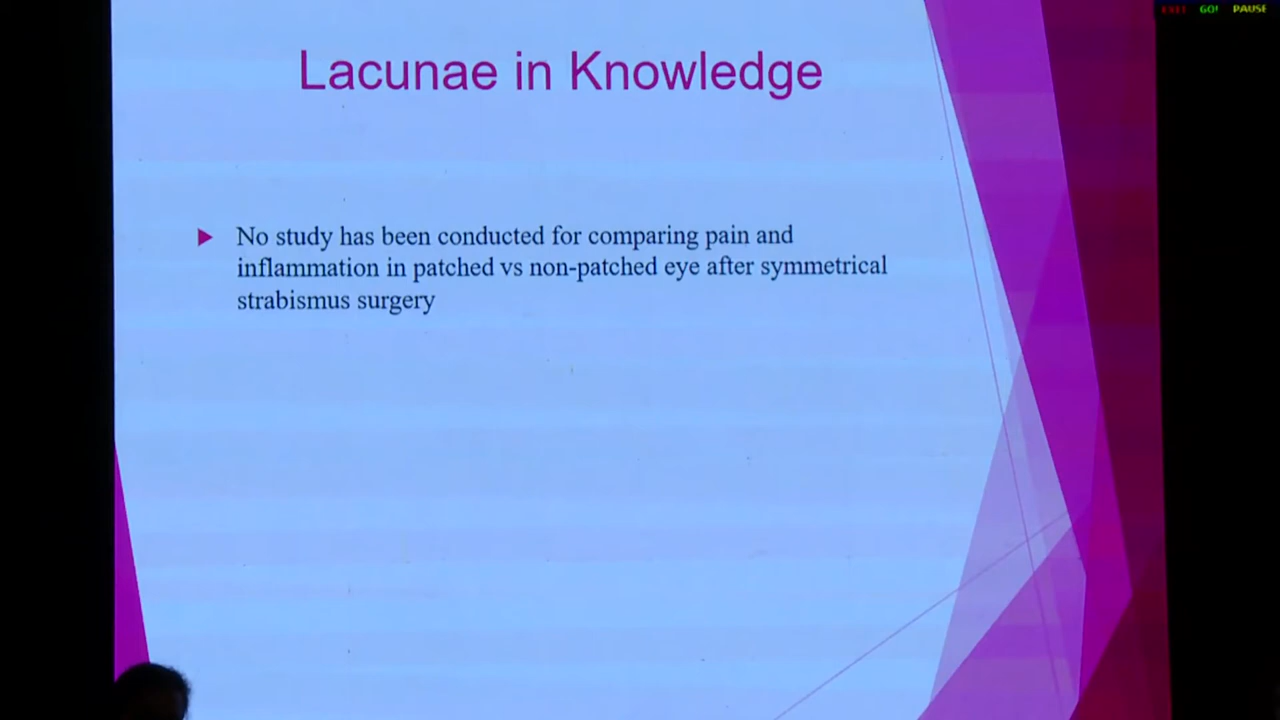 EXIT GO! PAUSE
Lacunae in Knowledge
No study has been conducted for comparing pain and
inflammation in patched vs non-patched eye after symmetrical
strabismus surgery